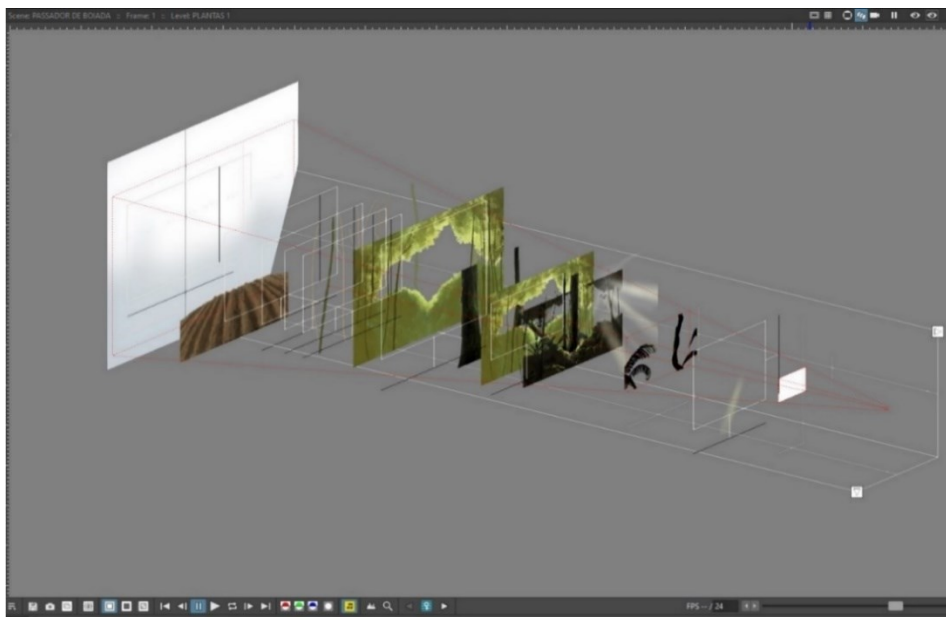 Scene: PASSADOR DE BOIADA :: Frame: 1 :: Level: PLANTAS 1
FPS -- / 24